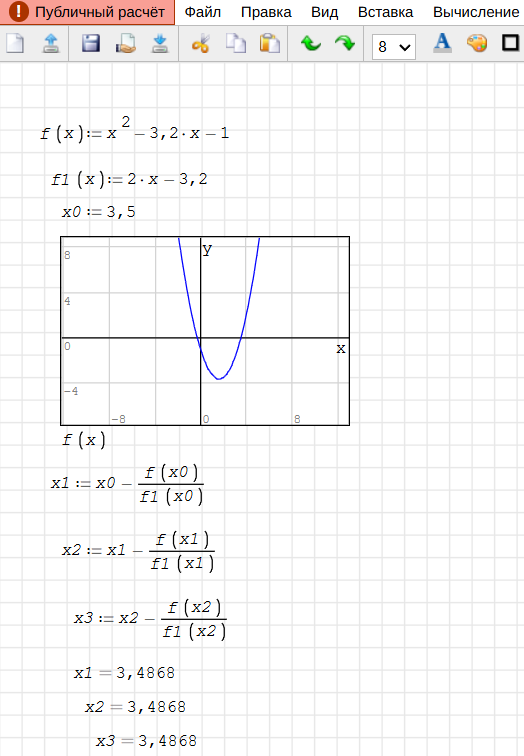 Публичный расчёт Файл Правка Вид Вставка Вычисление
8 A
f(x):=x^2-3,2·x-1
f1(x):=2·x-3,2
x0:=3,5
y
8
4
0
x
-4
-8 0 8
f(x)
x1:=x0-f(x0)/f1(x0)
x2:=x1-f(x1)/f1(x1)
x3:=x2-f(x2)/f1(x2)
x1=3,4868
x2=3,4868
x3=3,4868